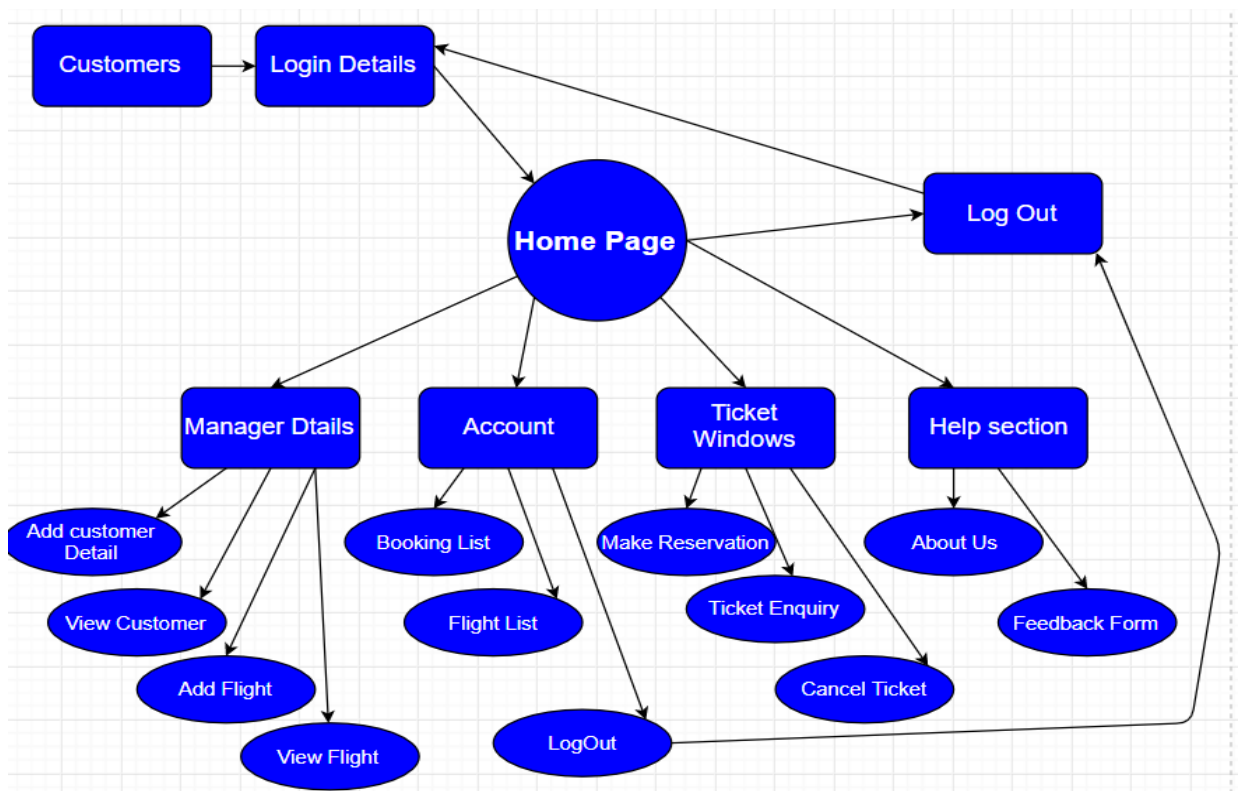 Customers
Login Details
Home Page
Log Out
Manager Dtails
Account
Ticket
Windows
Help section
Add customer
Detail
Booking List
Make Reservation
About Us
View Customer
Flight List
Ticket Enquiry
Feedback Form
Add Flight
Cancel Ticket
LogOut
View Flight